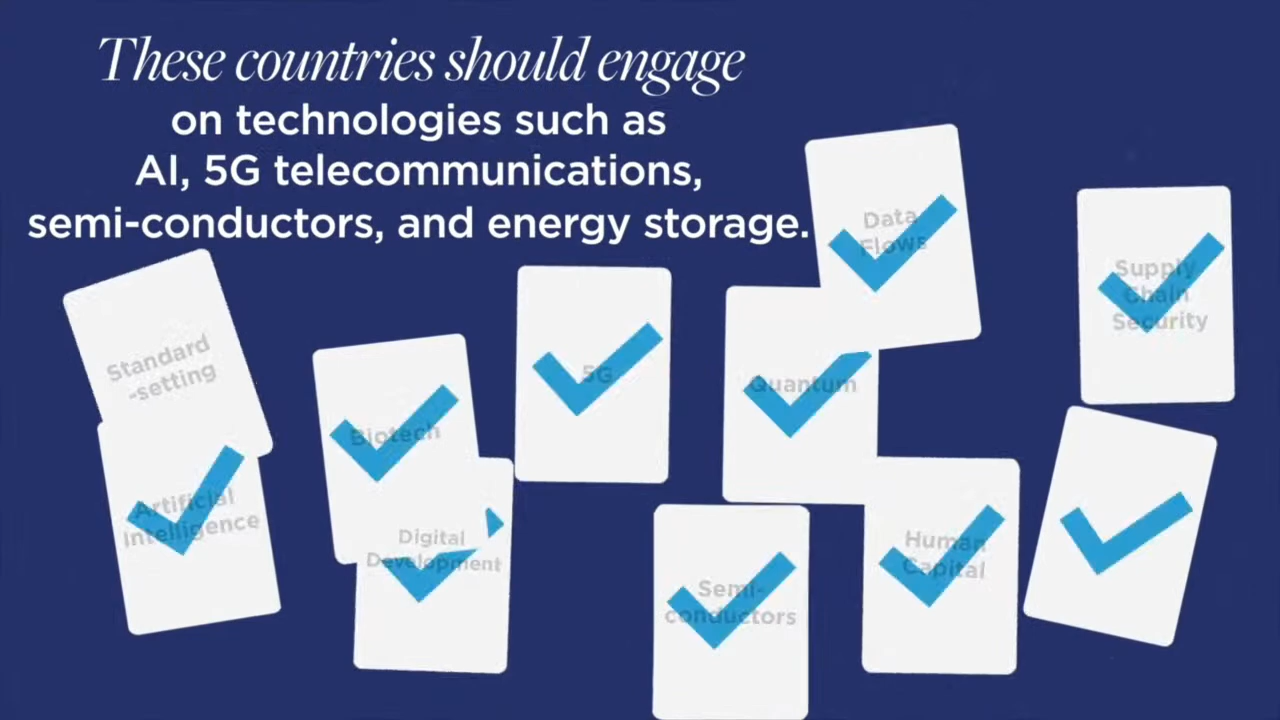 These countries should engage
on technologies such as
AI, 5G telecommunications,
semi-conductors, and energy storage.
Data
Flows
Supply
Chain
Security
Standard
-setting
5G
Quantum
Biotech
Artificial
Intelligence
Digital
Development
Human
Capital
Semi-
conductors